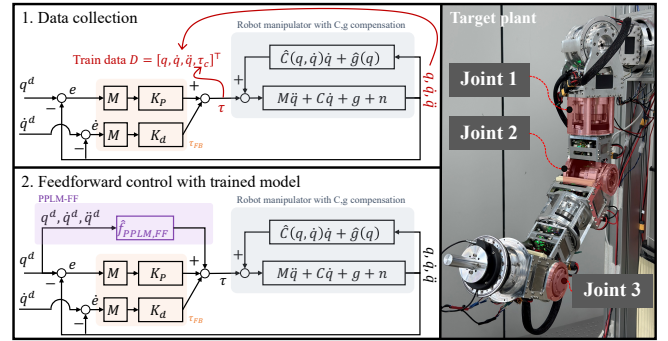 1. Data collection
Robot manipulator with C,g compensation
Train data D = [q, q̇, q̈, τ_c]^⊤
Ĉ(q, q̇)q̇ + ĝ(q)
q^d
e
M
K_P
+
+
τ
Mq̈ + Cq̇ + g + n
q, q̇, q̈
q̇^d
−
ė
M
K_d
τ_FB
−
2. Feedforward control with trained model
PPLM-FF
Robot manipulator with C,g compensation
q^d, q̇^d, q̈^d
f̂_PPLM,FF
Ĉ(q, q̇)q̇ + ĝ(q)
q^d
e
M
K_P
+
+
τ
Mq̈ + Cq̇ + g + n
q, q̇, q̈
q̇^d
−
ė
M
K_d
τ_FB
−
Target plant
Joint 1
Joint 2
Joint 3